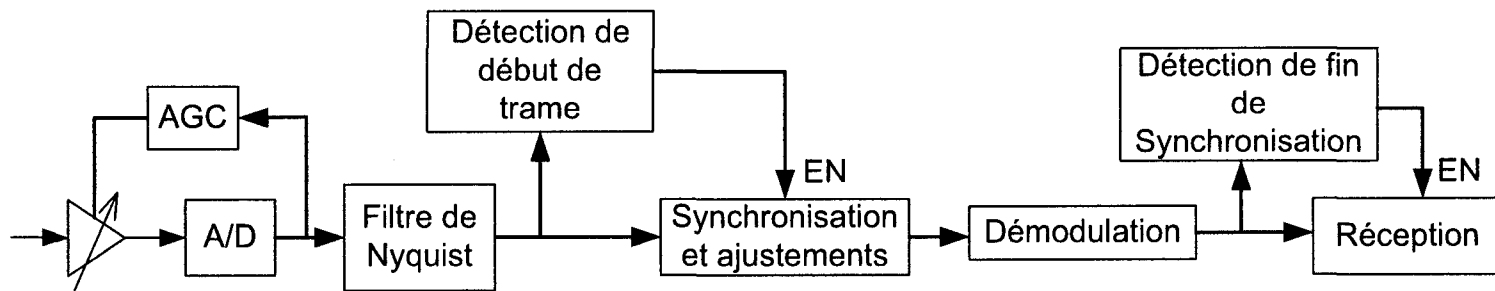 Détection de
début de
trame
AGC
A/D
Filtre de
Nyquist
EN
Synchronisation
et ajustements
Démodulation
Détection de fin
de
Synchronisation
EN
Réception